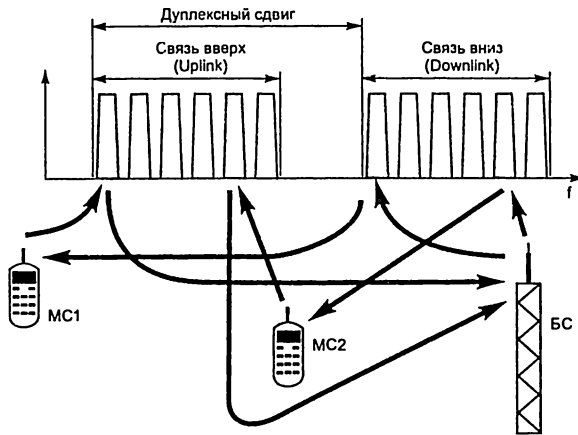 Дуплексный сдвиг
Связь вверх
(Uplink)
Связь вниз
(Downlink)
f
МС1
МС2
БС